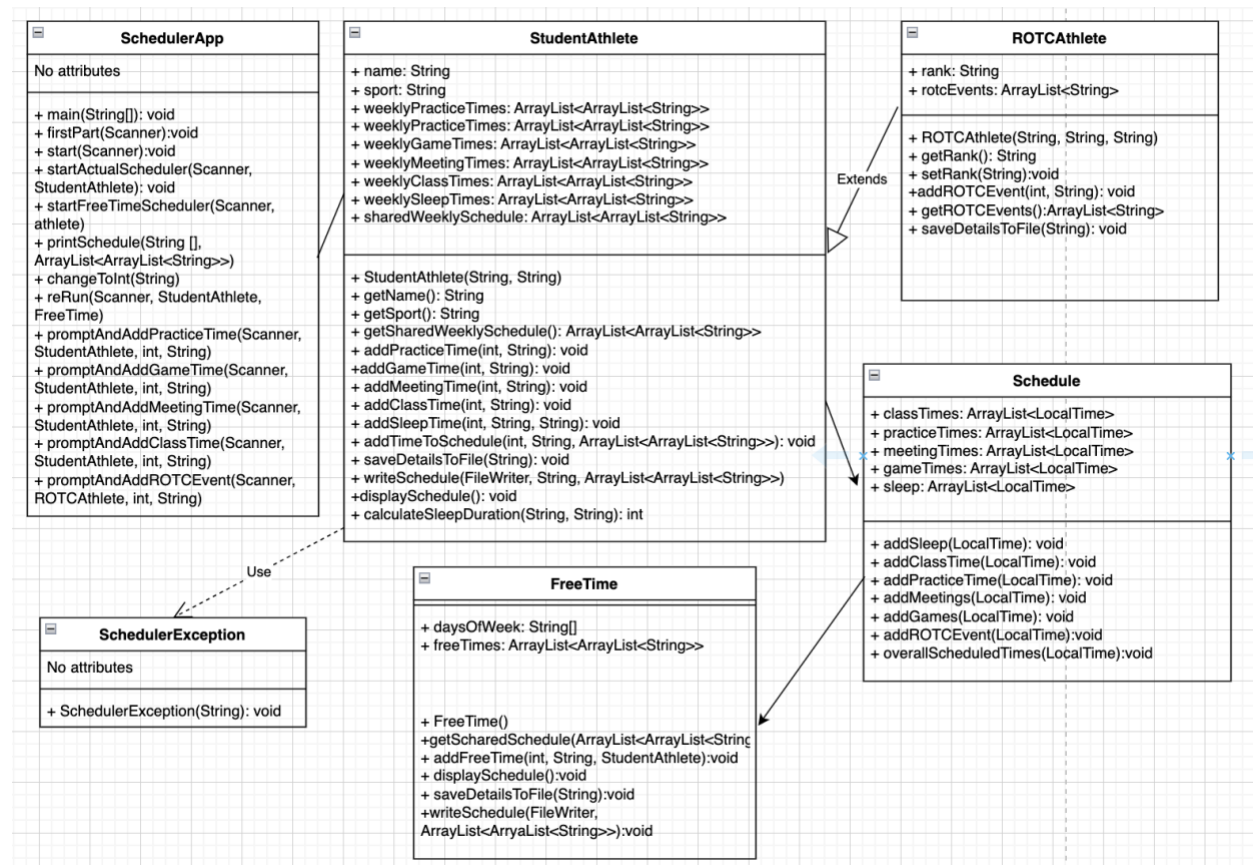 SchedulerApp
No attributes
+ main(String[]): void
+ firstPart(Scanner):void
+ start(Scanner):void
+ startActualScheduler(Scanner,
StudentAthlete): void
+ startFreeTimeScheduler(Scanner,
athlete)
+ printSchedule(String [],
ArrayList<ArrayList<String>>)
+ changeToInt(String)
+ reRun(Scanner, StudentAthlete,
FreeTime)
+ promptAndAddPracticeTime(Scanner,
StudentAthlete, int, String)
+ promptAndAddGameTime(Scanner,
StudentAthlete, int, String)
+ promptAndAddMeetingTime(Scanner,
StudentAthlete, int, String)
+ promptAndAddClassTime(Scanner,
StudentAthlete, int, String)
+ promptAndAddROTCEvent(Scanner,
ROTCAthlete, int, String)
StudentAthlete
+ name: String
+ sport: String
+ weeklyPracticeTimes: ArrayList<ArrayList<String>>
+ weeklyPracticeTimes: ArrayList<ArrayList<String>>
+ weeklyGameTimes: ArrayList<ArrayList<String>>
+ weeklyMeetingTimes: ArrayList<ArrayList<String>>
+ weeklyClassTimes: ArrayList<ArrayList<String>>
+ weeklySleepTimes: ArrayList<ArrayList<String>>
+ sharedWeeklySchedule: ArrayList<ArrayList<String>>
+ StudentAthlete(String, String)
+ getName(): String
+ getSport(): String
+ getSharedWeeklySchedule(): ArrayList<ArrayList<String>>
+ addPracticeTime(int, String): void
+addGameTime(int, String): void
+ addMeetingTime(int, String): void
+ addClassTime(int, String): void
+ addSleepTime(int, String, String): void
+ addTimeToSchedule(int, String, ArrayList<ArrayList<String>>): void
+ saveDetailsToFile(String): void
+ writeSchedule(FileWriter, String, ArrayList<ArrayList<String>>)
+displaySchedule(): void
+ calculateSleepDuration(String, String): int
Extends
ROTCAthlete
+ rank: String
+ rotcEvents: ArrayList<String>
+ ROTCAthlete(String, String, String)
+ getRank(): String
+ setRank(String):void
+addROTCEvent(int, String): void
+ getROTCEvents():ArrayList<String>
+ saveDetailsToFile(String): void
Schedule
+ classTimes: ArrayList<LocalTime>
+ practiceTimes: ArrayList<LocalTime>
+ meetingTimes: ArrayList<LocalTime>
+ gameTimes: ArrayList<LocalTime>
+ sleep: ArrayList<LocalTime>
+ addSleep(LocalTime): void
+ addClassTime(LocalTime): void
+ addPracticeTime(LocalTime): void
+ addMeetings(LocalTime): void
+ addGames(LocalTime): void
+ addROTCEvent(LocalTime):void
+ overallScheduledTimes(LocalTime):void
Use
SchedulerException
No attributes
+ SchedulerException(String): void
FreeTime
+ daysOfWeek: String[]
+ freeTimes: ArrayList<ArrayList<String>>
+ FreeTime()
+getScharedSchedule(ArrayList<ArrayList<String
+ addFreeTime(int, String, StudentAthlete):void
+ displaySchedule():void
+ saveDetailsToFile(String):void
+writeSchedule(FileWriter,
ArrayList<ArryaList<String>>):void